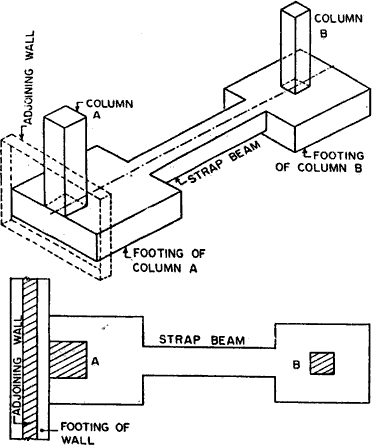 COLUMN
B
ADJOINING WALL
COLUMN
A
STRAP BEAM
FOOTING
OF COLUMN B
FOOTING OF
COLUMN A
ADJOINING WALL
A
STRAP BEAM
B
FOOTING OF
WALL